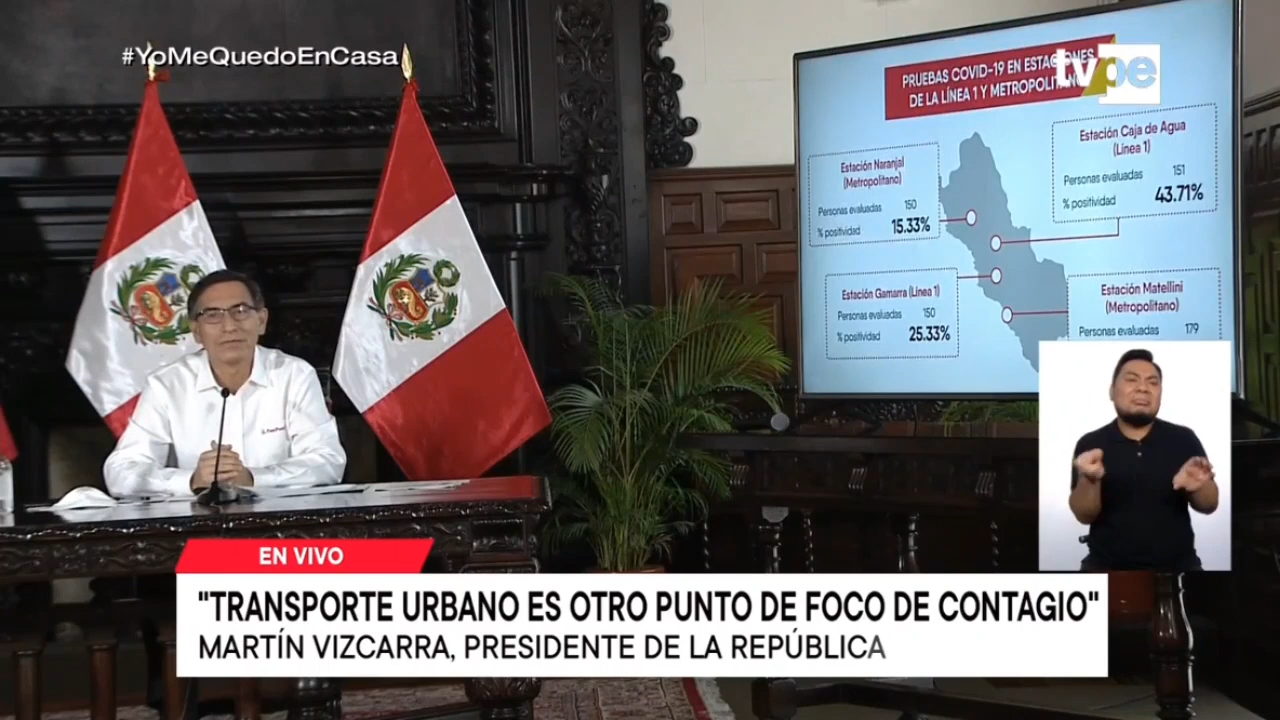 #YoMeQuedoEnCasa
tvpe
PRUEBAS COVID-19 EN ESTACIONES
DE LA LÍNEA 1 Y METROPOLITANO
Estación Naranjal
(Metropolitano)
Personas evaluadas 150
% positividad 15.33%
Estación Caja de Agua
(Línea 1)
Personas evaluadas 151
% positividad 43.71%
Estación Gamarra (Línea 1)
Personas evaluadas 150
% positividad 25.33%
Estación Matellini
(Metropolitano)
Personas evaluadas 179
EN VIVO
"TRANSPORTE URBANO ES OTRO PUNTO DE FOCO DE CONTAGIO"
MARTÍN VIZCARRA, PRESIDENTE DE LA REPÚBLICA